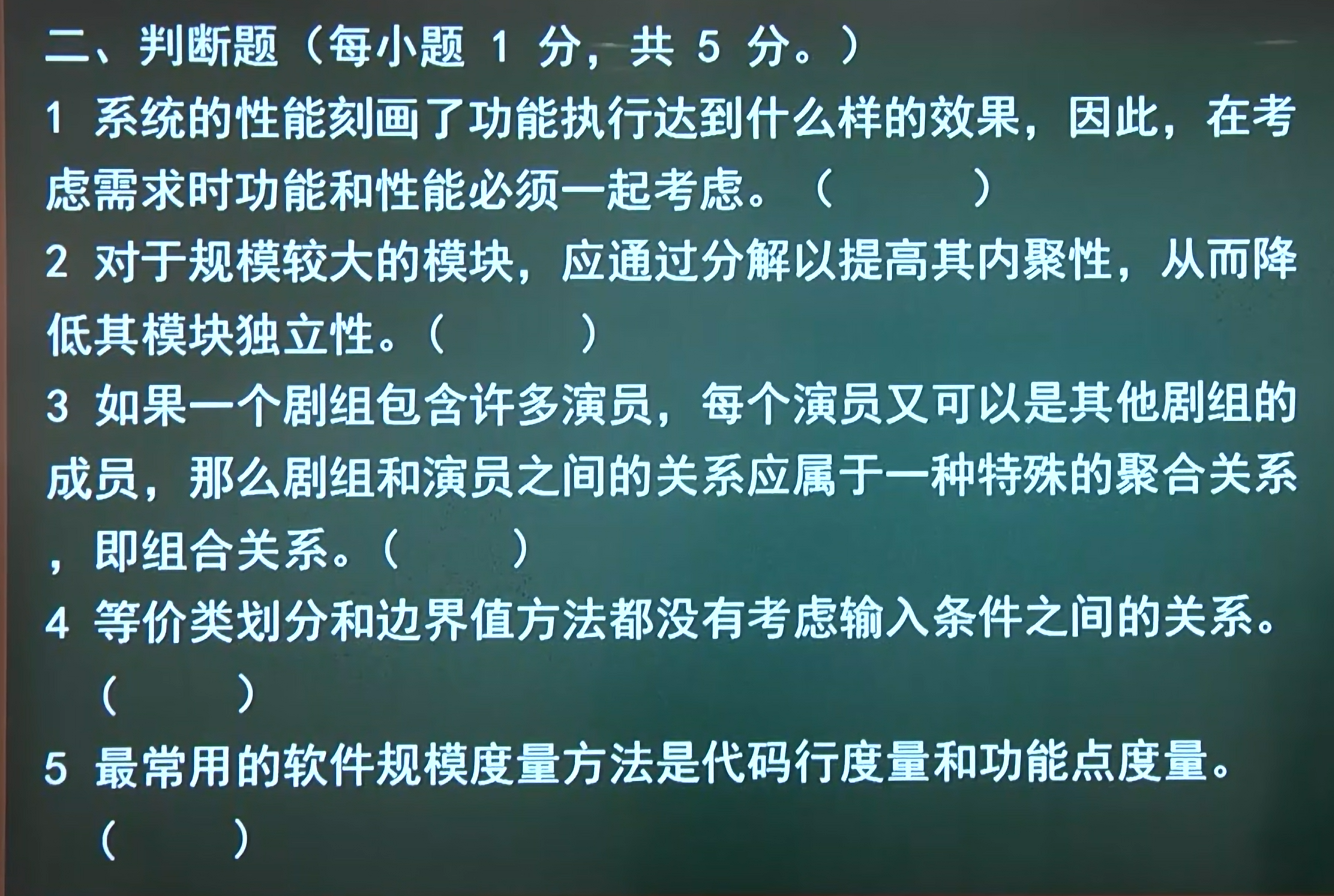 二、判断题（每小题 1 分，共 5 分。）
1 系统的性能刻画了功能执行达到什么样的效果，因此，在考
虑需求时功能和性能必须一起考虑。（ ）
2 对于规模较大的模块，应通过分解以提高其内聚性，从而降
低其模块独立性。（ ）
3 如果一个剧组包含许多演员，每个演员又可以是其他剧组的
成员，那么剧组和演员之间的关系应属于一种特殊的聚合关系
，即组合关系。（ ）
4 等价类划分和边界值方法都没有考虑输入条件之间的关系。
（ ）
5 最常用的软件规模度量方法是代码行度量和功能点度量。
（ ）